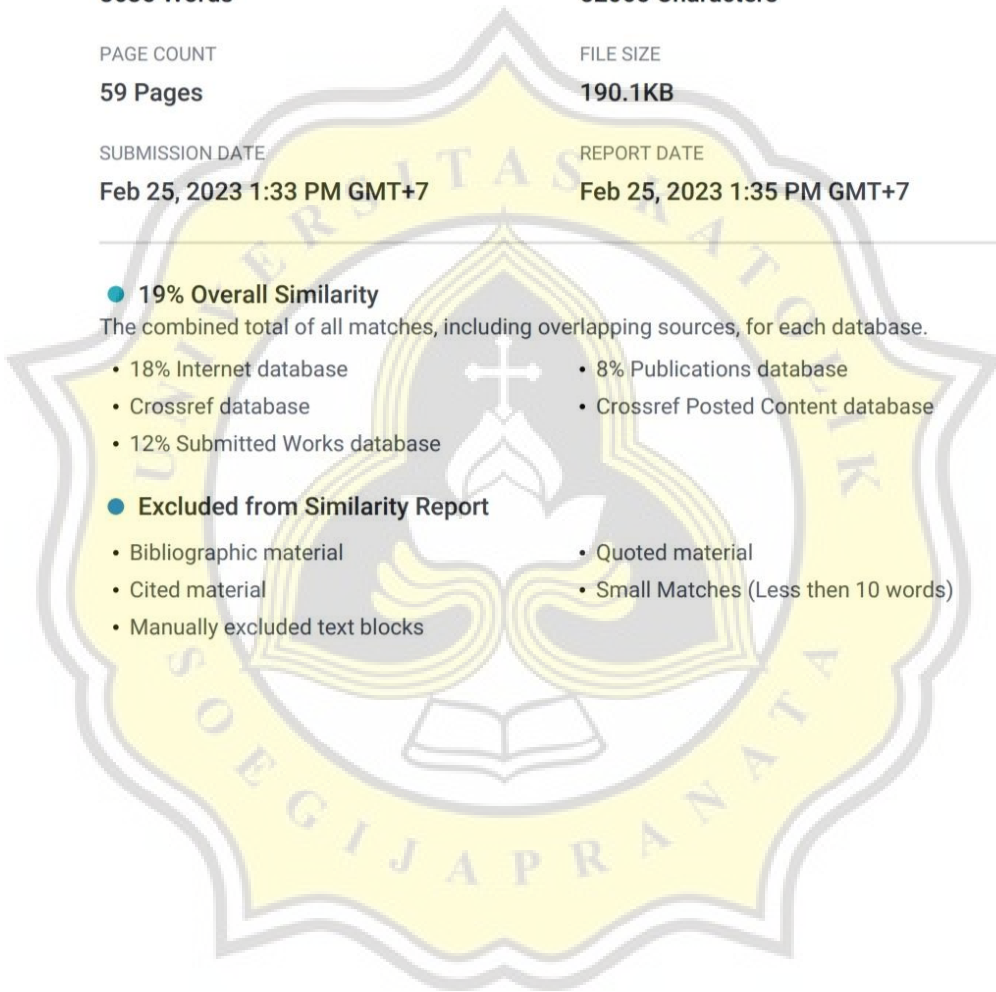 PAGE COUNT
59 Pages
FILE SIZE
190.1KB
SUBMISSION DATE
Feb 25, 2023 1:33 PM GMT+7
REPORT DATE
Feb 25, 2023 1:35 PM GMT+7
19% Overall Similarity
The combined total of all matches, including overlapping sources, for each database.
• 18% Internet database
• 8% Publications database
• Crossref database
• Crossref Posted Content database
• 12% Submitted Works database
Excluded from Similarity Report
• Bibliographic material
• Quoted material
• Cited material
• Small Matches (Less then 10 words)
• Manually excluded text blocks
UNIVERSITAS KATOLIK
SOEGIJAPRANATA